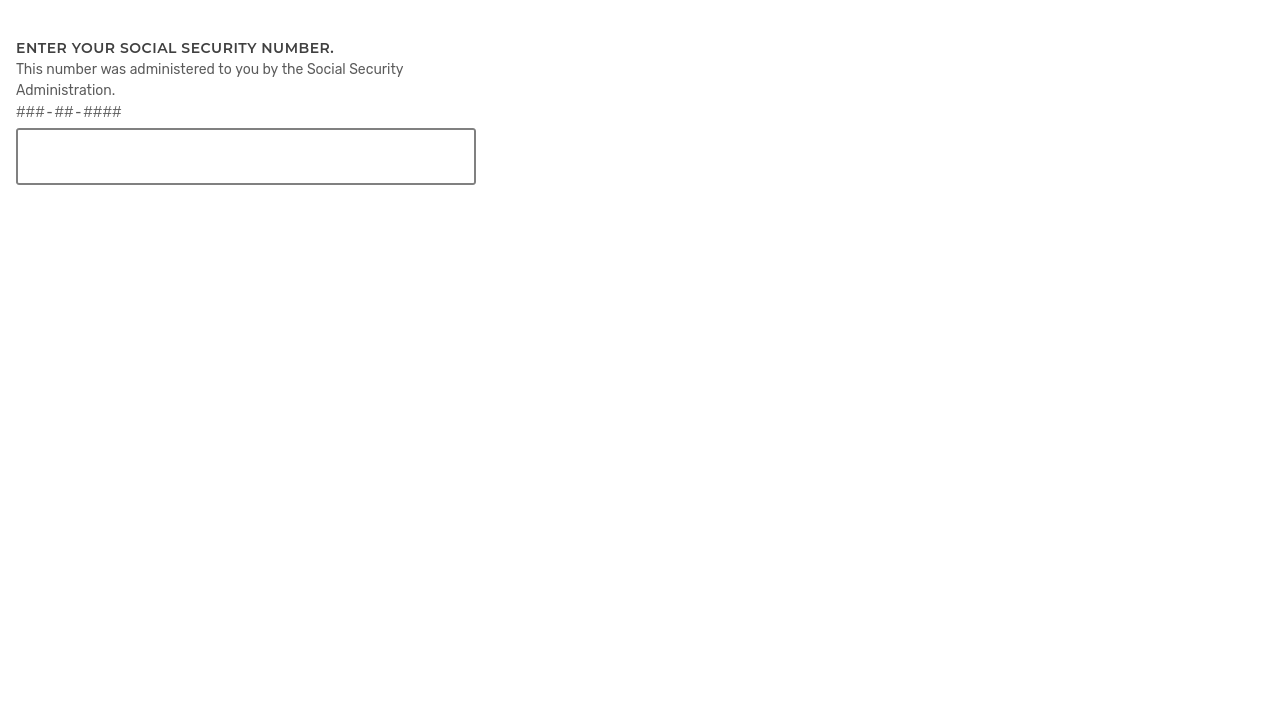 ENTER YOUR SOCIAL SECURITY NUMBER.
This number was administered to you by the Social Security
Administration.
###-##-####